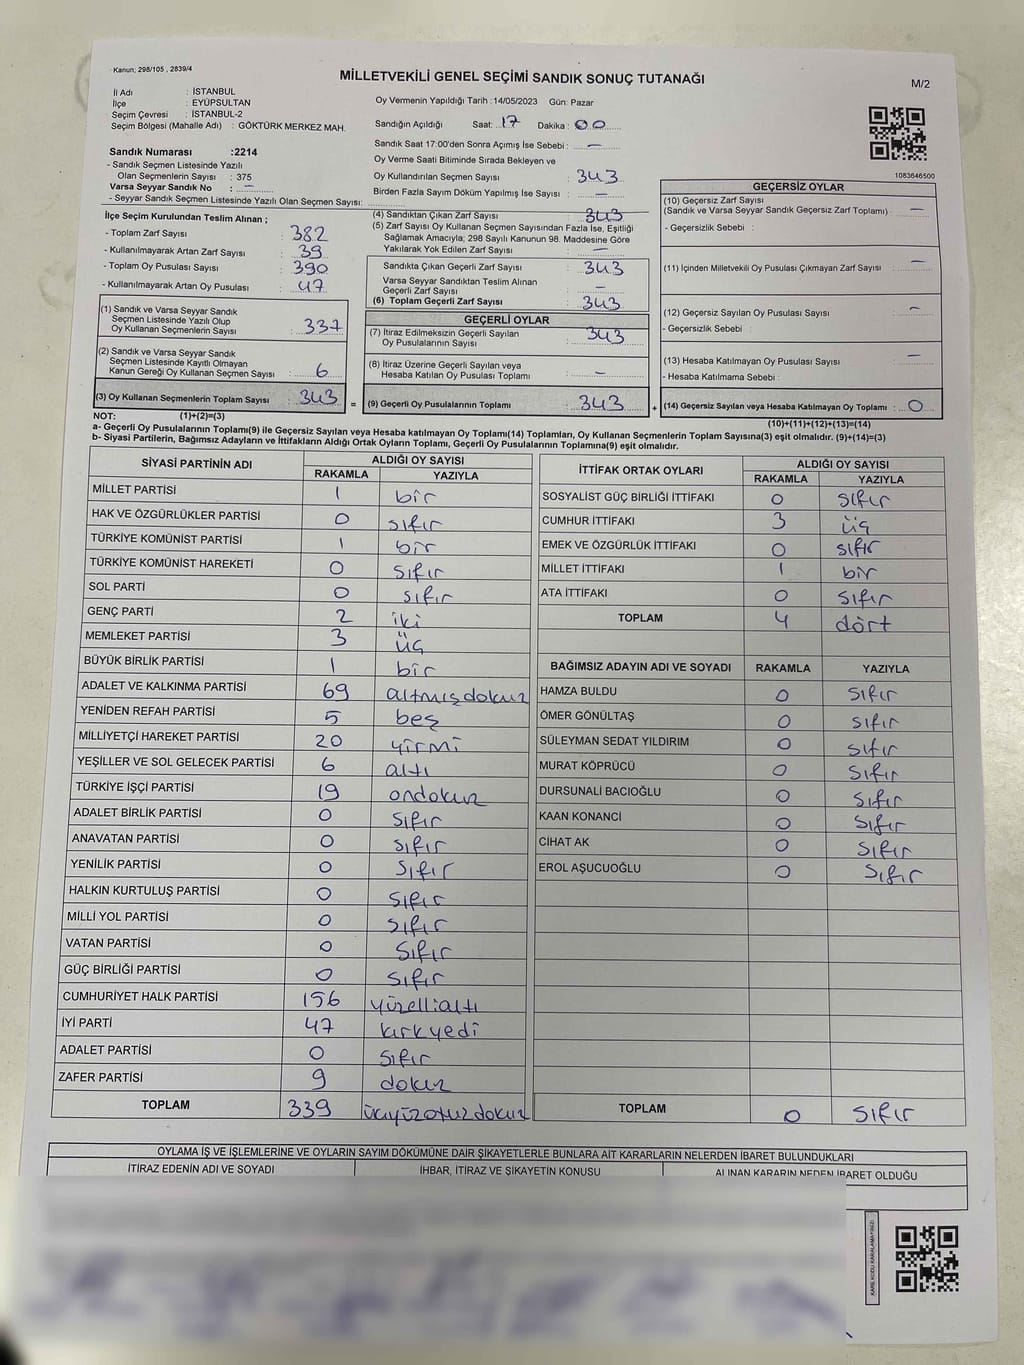 Kanun: 298/105 , 2839/4
MİLLETVEKİLİ GENEL SEÇİMİ SANDIK SONUÇ TUTANAĞI
M/2
İl Adı : İSTANBUL
İlçe : EYÜPSULTAN
Seçim Çevresi : İSTANBUL-2
Seçim Bölgesi (Mahalle Adı) : GÖKTÜRK MERKEZ MAH.
Sandık Numarası :2214
- Sandık Seçmen Listesinde Yazılı
Olan Seçmenlerin Sayısı : 375
Varsa Seyyar Sandık No : –
- Seyyar Sandık Seçmen Listesinde Yazılı Olan Seçmen Sayısı:
Oy Vermenin Yapıldığı Tarih :14/05/2023 Gün: Pazar
Sandığın Açıldığı Saat: 17 Dakika : 00
Sandık Saat 17:00'den Sonra Açımış İse Sebebi : –
Oy Verme Saati Bitiminde Sırada Bekleyen ve
Oy Kullandırılan Seçmen Sayısı : 343
Birden Fazla Sayım Döküm Yapılmış İse Sayısı : –
1083646500
İlçe Seçim Kurulundan Teslim Alınan ;
- Toplam Zarf Sayısı : 382
- Kullanılmayarak Artan Zarf Sayısı : 39
- Toplam Oy Pusulası Sayısı : 390
- Kullanılmayarak Artan Oy Pusulası : 47
(1) Sandık ve Varsa Seyyar Sandık
Seçmen Listesinde Yazılı Olup
Oy Kullanan Seçmenlerin Sayısı : 337
(2) Sandık ve Varsa Seyyar Sandık
Seçmen Listesinde Kayıtlı Olmayan
Kanun Gereği Oy Kullanan Seçmen Sayısı : 6
(3) Oy Kullanan Seçmenlerin Toplam Sayısı : 343
(4) Sandıktan Çıkan Zarf Sayısı : 343
(5) Zarf Sayısı Oy Kullanan Seçmen Sayısından Fazla İse, Eşitliği
Sağlamak Amacıyla, 298 Sayılı Kanunun 98. Maddesine Göre
Yakılarak Yok Edilen Zarf Sayısı : –
Sandıkta Çıkan Geçerli Zarf Sayısı : 343
Varsa Seyyar Sandıktan Teslim Alınan
Geçerli Zarf Sayısı : –
(6) Toplam Geçerli Zarf Sayısı : 343
GEÇERLİ OYLAR
(7) İtiraz Edilmeksizin Geçerli Sayılan
Oy Pusulalarının Sayısı : 343
(8) İtiraz Üzerine Geçerli Sayılan veya
Hesaba Katılan Oy Pusulası Toplamı : –
= (9) Geçerli Oy Pusulalarının Toplamı : 343
GEÇERSİZ OYLAR
(10) Geçersiz Zarf Sayısı
(Sandık ve Varsa Seyyar Sandık Geçersiz Zarf Toplamı) : –
- Geçersizlik Sebebi :
(11) İçinden Milletvekili Oy Pusulası Çıkmayan Zarf Sayısı : –
(12) Geçersiz Sayılan Oy Pusulası Sayısı : –
- Geçersizlik Sebebi :
(13) Hesaba Katılmayan Oy Pusulası Sayısı : –
- Hesaba Katılmama Sebebi :
+ (14) Geçersiz Sayılan veya Hesaba Katılmayan Oy Toplamı : 0
NOT: (1)+(2)=(3)
(10)+(11)+(12)+(13)=(14)
a- Geçerli Oy Pusulalarının Toplamı(9) ile Geçersiz Sayılan veya Hesaba katılmayan Oy Toplamı(14) Toplamları, Oy Kullanan Seçmenlerin Toplam Sayısına(3) eşit olmalıdır. (9)+(14)=(3)
b- Siyasi Partilerin, Bağımsız Adayların ve İttifakların Aldığı Ortak Oyların Toplamı, Geçerli Oy Pusulalarının Toplamına(9) eşit olmalıdır.
SİYASİ PARTİNİN ADI ALDIĞI OY SAYISI
RAKAMLA YAZIYLA
MİLLET PARTİSİ 1 bir
HAK VE ÖZGÜRLÜKLER PARTİSİ 0 sıfır
TÜRKİYE KOMÜNİST PARTİSİ 1 bir
TÜRKİYE KOMÜNİST HAREKETİ 0 sıfır
SOL PARTİ 0 sıfır
GENÇ PARTİ 2 iki
MEMLEKET PARTİSİ 3 üç
BÜYÜK BİRLİK PARTİSİ 1 bir
ADALET VE KALKINMA PARTİSİ 69 altmışdokuz
YENİDEN REFAH PARTİSİ 5 beş
MİLLİYETÇİ HAREKET PARTİSİ 20 yirmi
YEŞİLLER VE SOL GELECEK PARTİSİ 6 altı
TÜRKİYE İŞÇİ PARTİSİ 19 ondokuz
ADALET BİRLİK PARTİSİ 0 sıfır
ANAVATAN PARTİSİ 0 sıfır
YENİLİK PARTİSİ 0 sıfır
HALKIN KURTULUŞ PARTİSİ 0 sıfır
MİLLİ YOL PARTİSİ 0 sıfır
VATAN PARTİSİ 0 sıfır
GÜÇ BİRLİĞİ PARTİSİ 0 sıfır
CUMHURİYET HALK PARTİSİ 156 yüzellialtı
İYİ PARTİ 47 kırkyedi
ADALET PARTİSİ 0 sıfır
ZAFER PARTİSİ 9 dokuz
TOPLAM 339 üçyüzotuzdokuz
İTTİFAK ORTAK OYLARI ALDIĞI OY SAYISI
RAKAMLA YAZIYLA
SOSYALİST GÜÇ BİRLİĞİ İTTİFAKI 0 sıfır
CUMHUR İTTİFAKI 3 üç
EMEK VE ÖZGÜRLÜK İTTİFAKI 0 sıfır
MİLLET İTTİFAKI 1 bir
ATA İTTİFAKI 0 sıfır
TOPLAM 4 dört
BAĞIMSIZ ADAYIN ADI VE SOYADI RAKAMLA YAZIYLA
HAMZA BULDU 0 sıfır
ÖMER GÖNÜLTAŞ 0 sıfır
SÜLEYMAN SEDAT YILDIRIM 0 sıfır
MURAT KÖPRÜCÜ 0 sıfır
DURSUNALİ BACIOĞLU 0 sıfır
KAAN KONANCİ 0 sıfır
CİHAT AK 0 sıfır
EROL AŞUCUOĞLU 0 sıfır
TOPLAM 0 sıfır
OYLAMA İŞ VE İŞLEMLERİNE VE OYLARIN SAYIM DÖKÜMÜNE DAİR ŞİKAYETLERLE BUNLARA AİT KARARLARIN NELERDEN İBARET BULUNDUKLARI
İTİRAZ EDENİN ADI VE SOYADI İHBAR, İTİRAZ VE ŞİKAYETİN KONUSU ALINAN KARARIN NEDEN İBARET OLDUĞU
KARE KODU KARALAMAYINIZ!